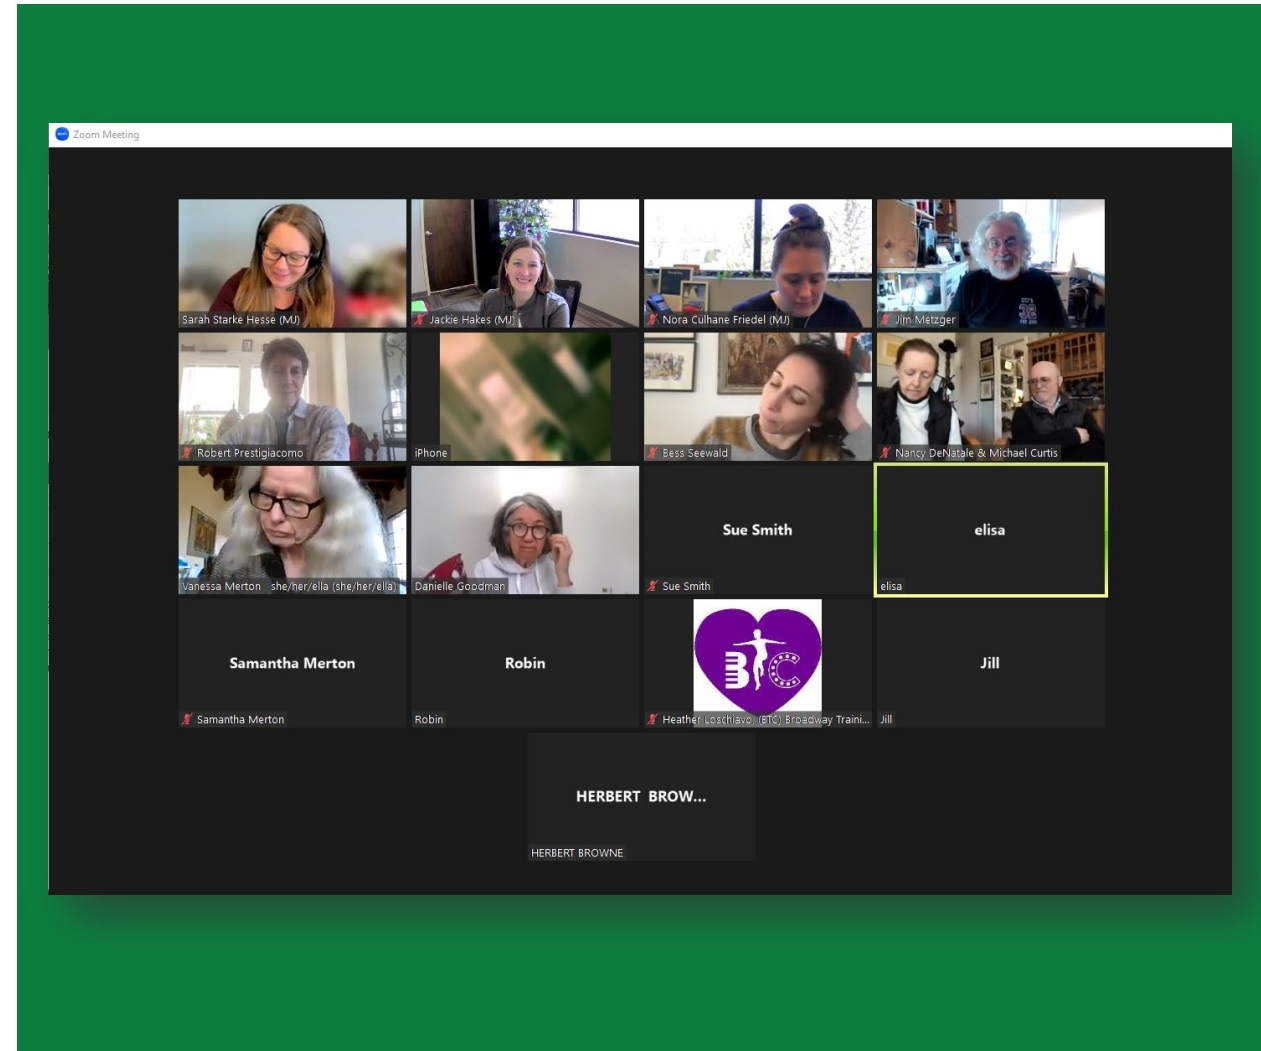 Zoom Meeting
Sarah Starke Hesse (MJ)
Jackie Hakes (MJ)
Nora Culhane Friedel (MJ)
Jim Metzger
Robert Prestigiacomo
iPhone
Bess Seewald
Nancy DeNatale & Michael Curtis
Vanessa Merton she/her/ella (she/her/ella)
Danielle Goodman
Sue Smith
Sue Smith
elisa
elisa
Samantha Merton
Samantha Merton
Robin
Robin
BTC
Heather Loschiavo, (BTC) Broadway Traini...
Jill
Jill
HERBERT BROW...
HERBERT BROWNE